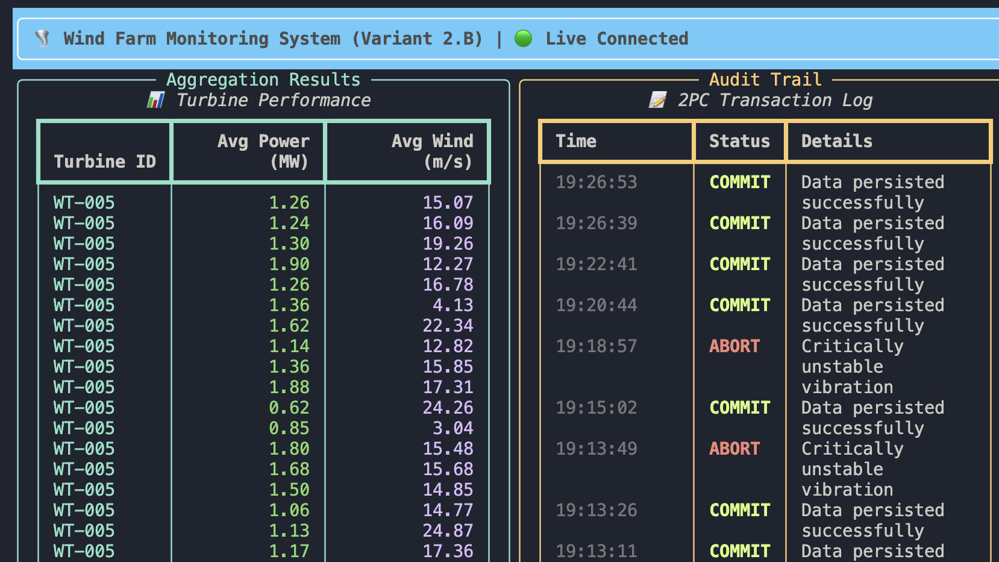 Wind Farm Monitoring System (Variant 2.B) | Live Connected
Aggregation Results
Turbine Performance
Turbine ID Avg Power (MW) Avg Wind (m/s)
WT-005 1.26 15.07
WT-005 1.24 16.09
WT-005 1.30 19.26
WT-005 1.90 12.27
WT-005 1.26 16.78
WT-005 1.36 4.13
WT-005 1.62 22.34
WT-005 1.14 12.82
WT-005 1.36 15.85
WT-005 1.88 17.31
WT-005 0.62 24.26
WT-005 0.85 3.04
WT-005 1.80 15.48
WT-005 1.68 15.68
WT-005 1.50 14.85
WT-005 1.06 14.77
WT-005 1.13 24.87
WT-005 1.17 17.36
Audit Trail
2PC Transaction Log
Time Status Details
19:26:53 COMMIT Data persisted
successfully
19:26:39 COMMIT Data persisted
successfully
19:22:41 COMMIT Data persisted
successfully
19:20:44 COMMIT Data persisted
successfully
19:18:57 ABORT Critically
unstable
vibration
19:15:02 COMMIT Data persisted
successfully
19:13:49 ABORT Critically
unstable
vibration
19:13:26 COMMIT Data persisted
successfully
19:13:11 COMMIT Data persisted